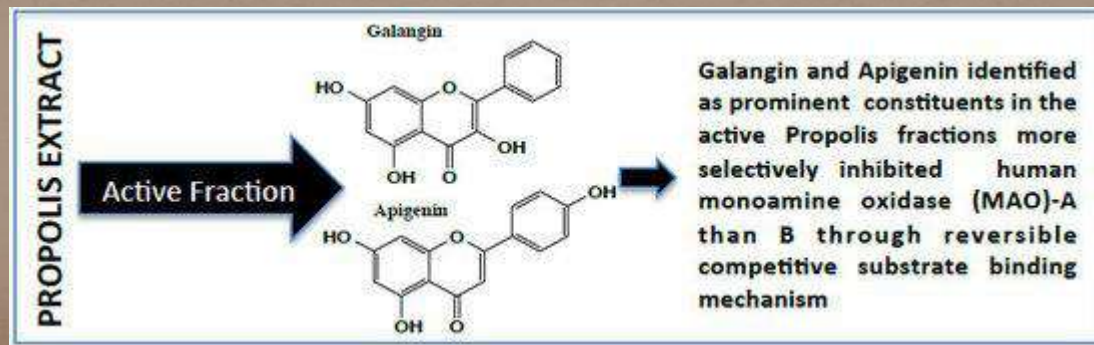 PROPOLIS EXTRACT
Active Fraction
Galangin
HO
O
OH
OH
O
Apigenin
OH
HO
O
OH
O
Galangin and Apigenin identified
as prominent constituents in the
active Propolis fractions more
selectively inhibited human
monoamine oxidase (MAO)-A
than B through reversible
competitive substrate binding
mechanism